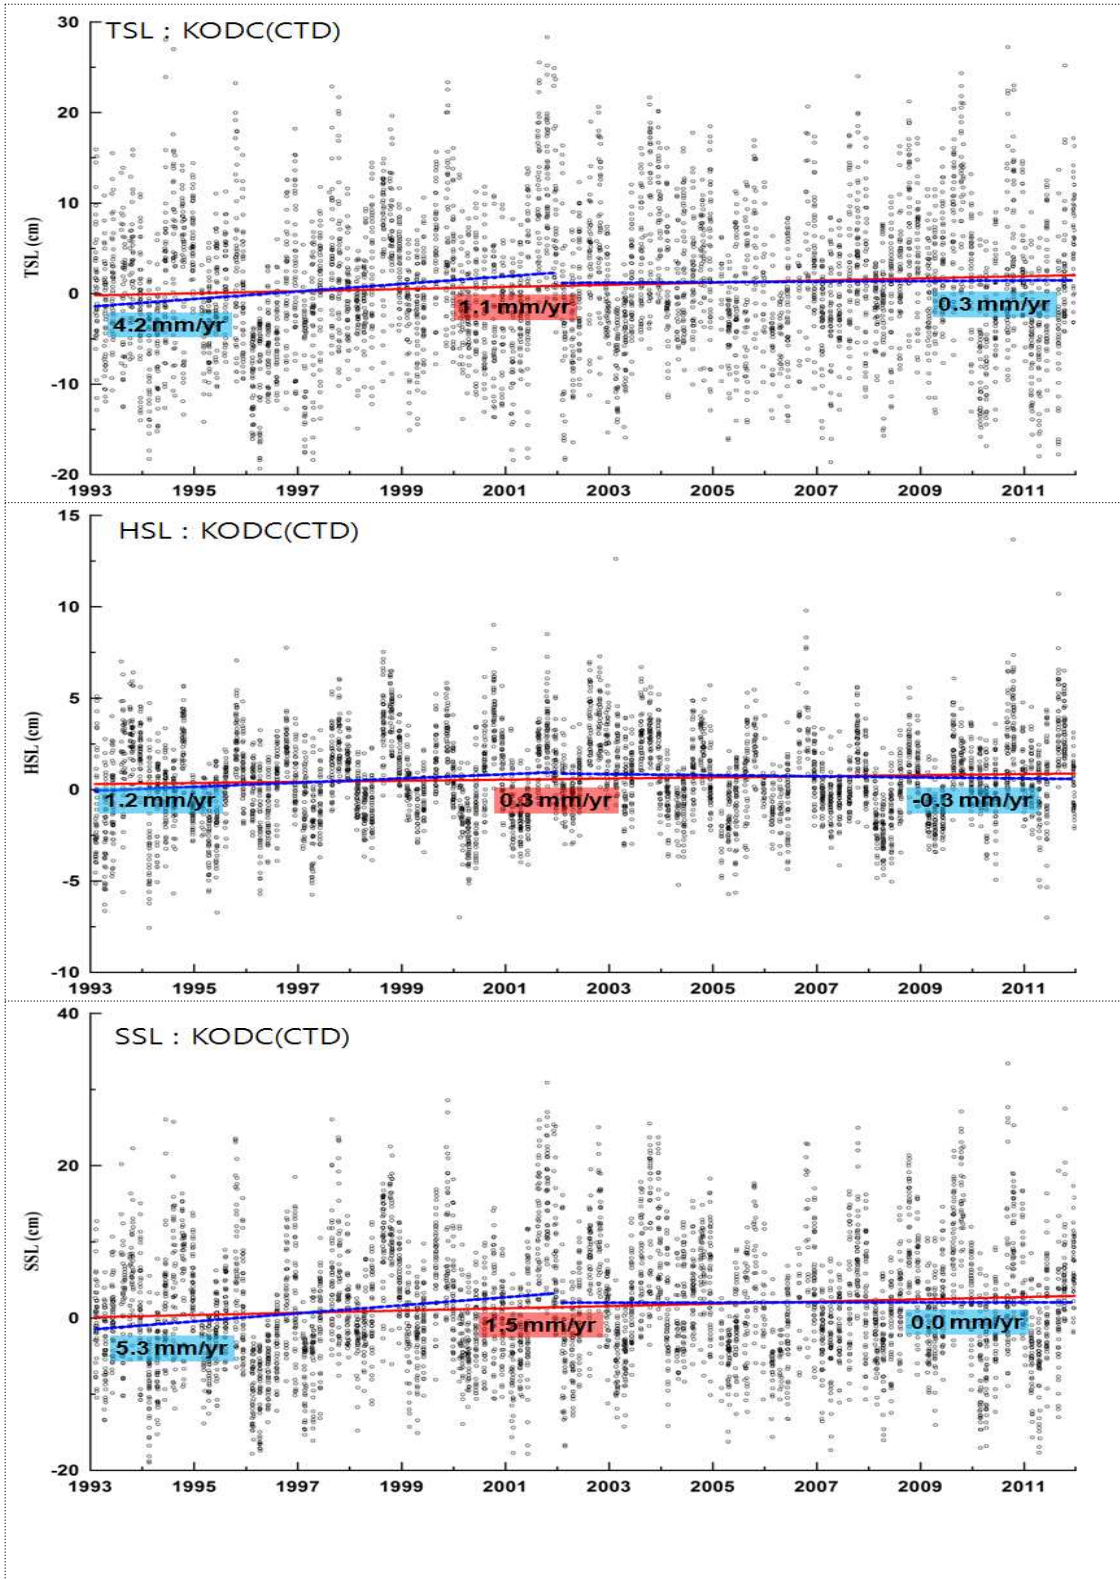 TSL : KODC(CTD)
30
20
10
0
-10
-20
TSL (cm)
4.2 mm/yr
1.1 mm/yr
0.3 mm/yr
1993 1995 1997 1999 2001 2003 2005 2007 2009 2011
HSL : KODC(CTD)
15
10
5
0
-5
-10
HSL (cm)
1.2 mm/yr
0.3 mm/yr
-0.3 mm/yr
1993 1995 1997 1999 2001 2003 2005 2007 2009 2011
SSL : KODC(CTD)
40
20
0
-20
SSL (cm)
5.3 mm/yr
1.5 mm/yr
0.0 mm/yr
1993 1995 1997 1999 2001 2003 2005 2007 2009 2011